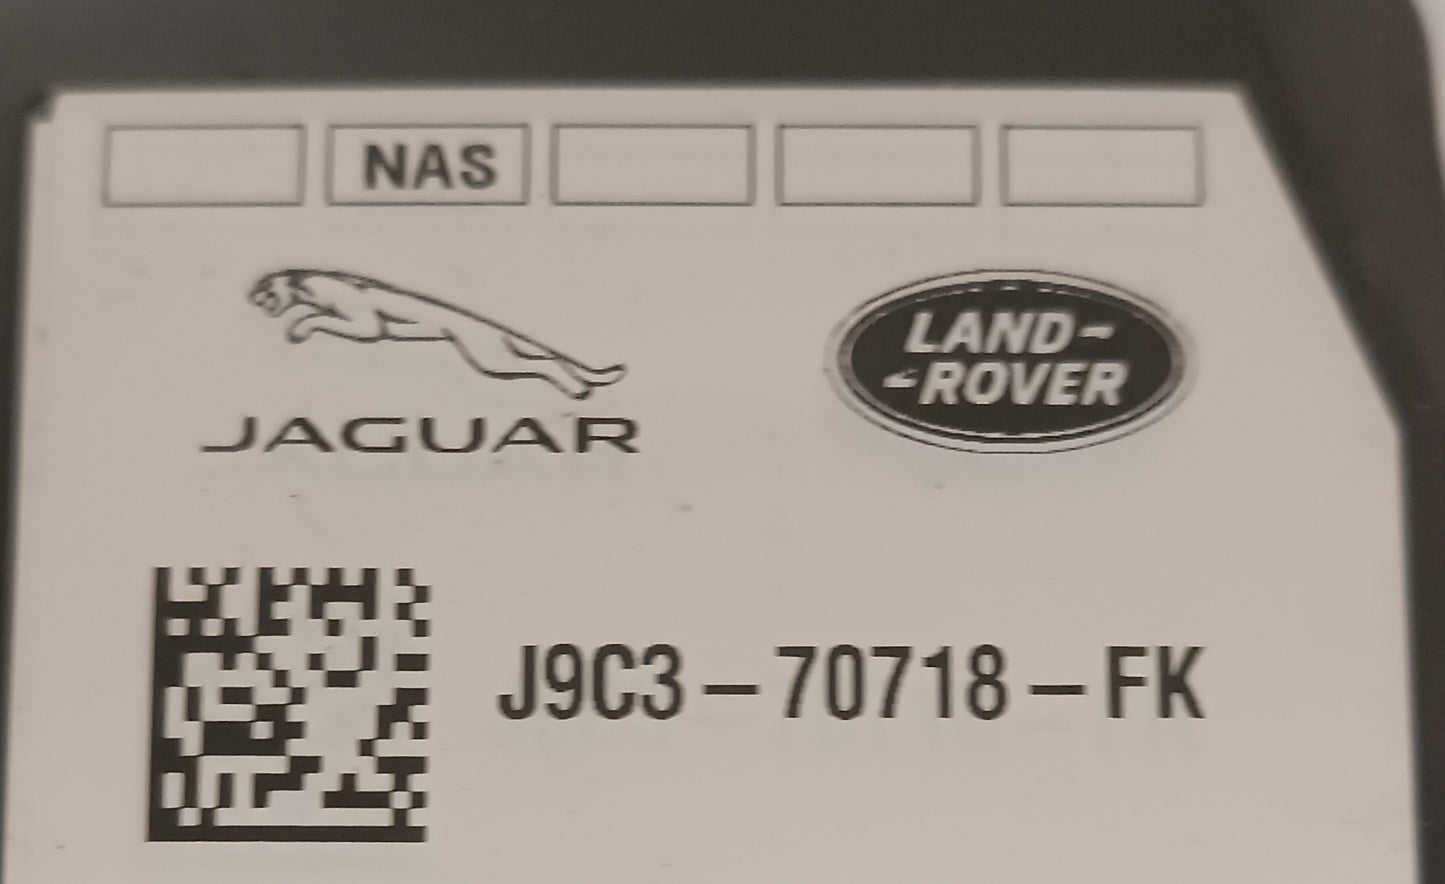 NAS
JAGUAR
LAND-
-ROVER
J9C3-70718-FK